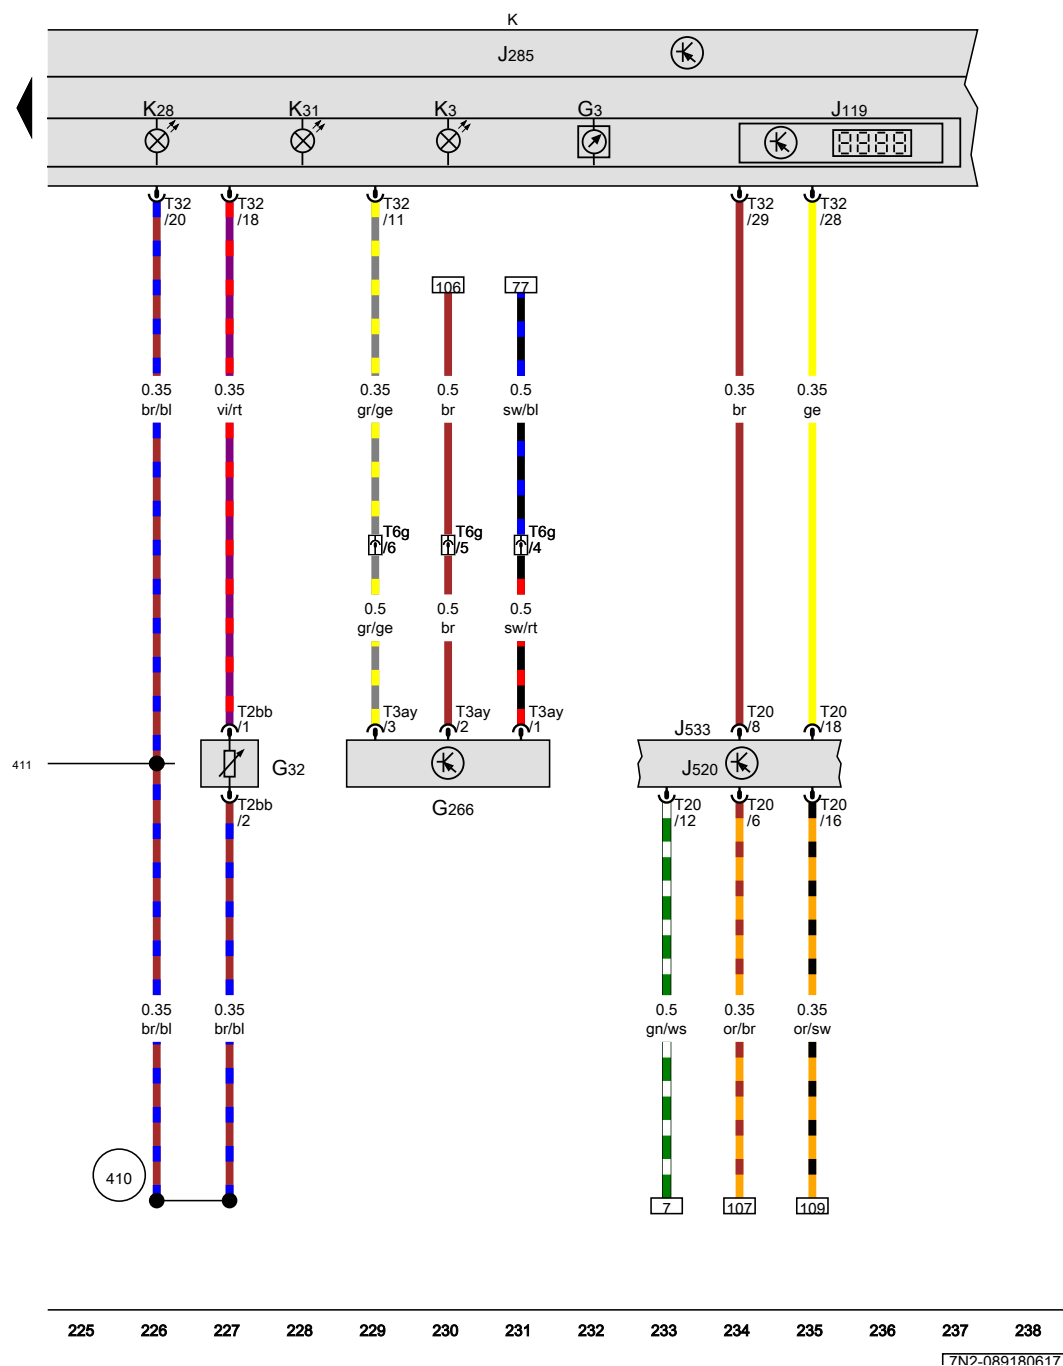 K
J285
K28 K31 K3 G3 J119
T32 T32 T32 T32 T32
/20 /18 /11 /29 /28
106 77
0.35 0.35 0.35 0.5 0.5 0.35 0.35
br/bl vi/rt gr/ge br sw/bl br ge
T6g T6g T6g
/6 /5 /4
0.5 0.5 0.5
gr/ge br sw/rt
T2bb T3ay T3ay T3ay T20 T20
/1 /3 /2 /1 J533 /8 /18
411 G32 J520
T2bb G266 T20 T20 T20
/2 /12 /6 /16
0.35 0.35 0.5 0.35 0.35
br/bl br/bl gn/ws or/br or/sw
410
7 107 109
225 226 227 228 229 230 231 232 233 234 235 236 237 238
7N2-089180617